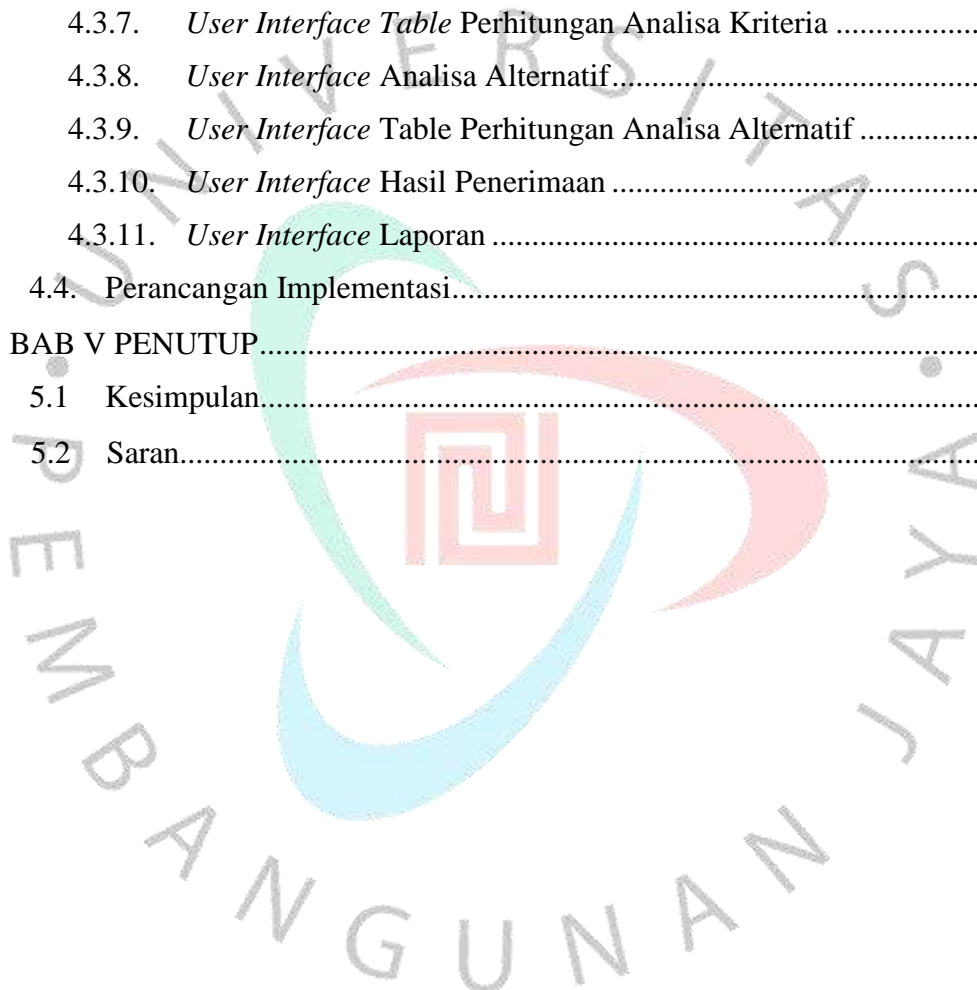 4.3.7. User Interface Table Perhitungan Analisa Kriteria ..................
4.3.8. User Interface Analisa Alternatif..............................................
4.3.9. User Interface Table Perhitungan Analisa Alternatif ...............
4.3.10. User Interface Hasil Penerimaan ..............................................
4.3.11. User Interface Laporan .............................................................
4.4. Perancangan Implementasi..................................................................
BAB V PENUTUP.........................................................................................
5.1 Kesimpulan.........................................................................................
5.2 Saran...................................................................................................
UNIVERSITAS
PEMBANGUNAN JAYA